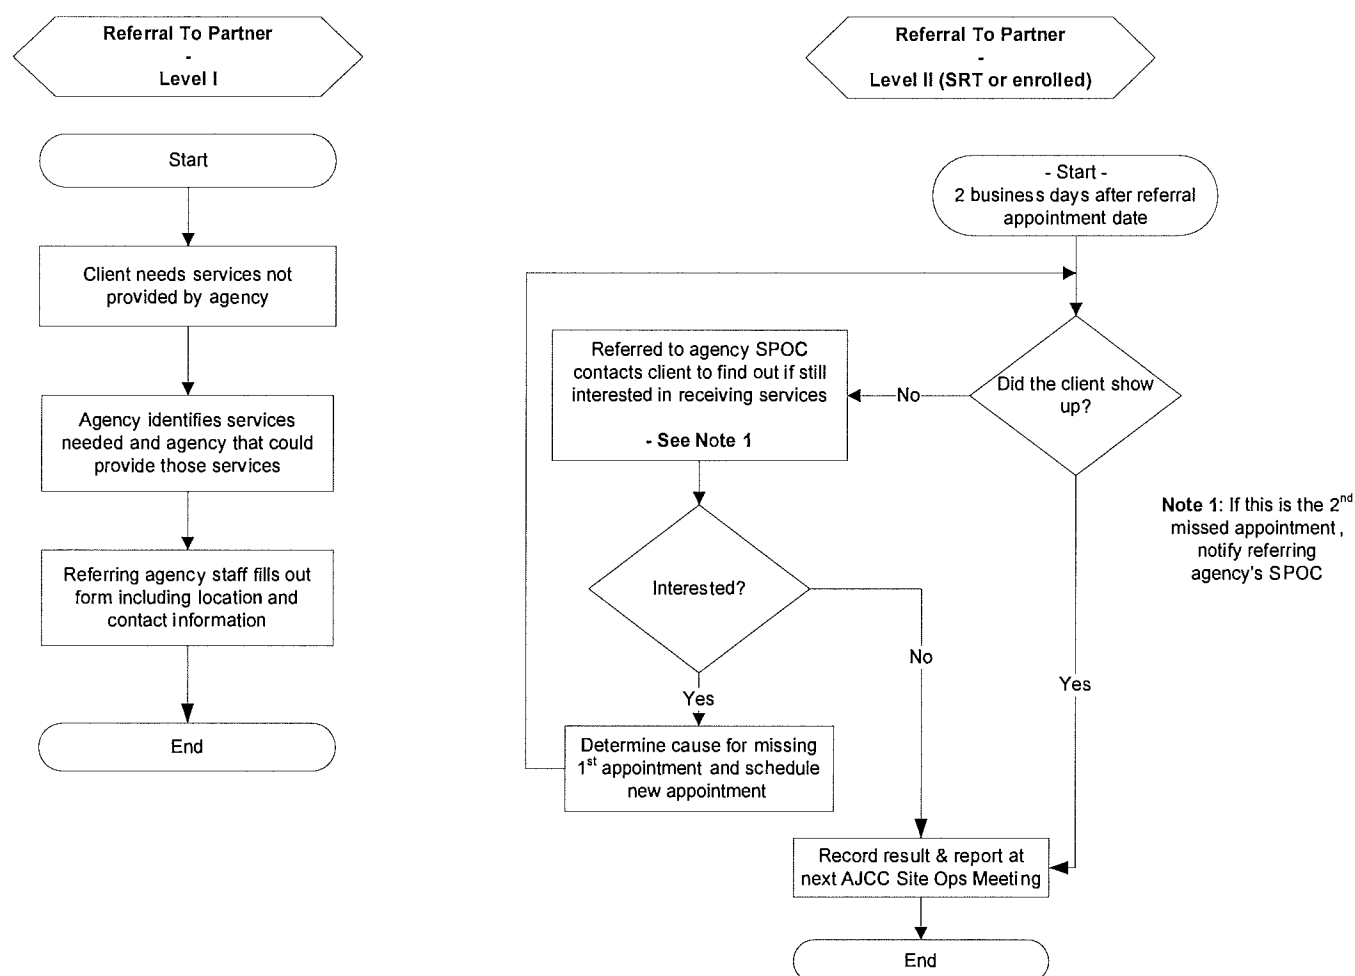 Referral To Partner
-
Level I
Start
Client needs services not
provided by agency
Agency identifies services
needed and agency that could
provide those services
Referring agency staff fills out
form including location and
contact information
End
Referral To Partner
-
Level II (SRT or enrolled)
- Start -
2 business days after referral
appointment date
Did the client show
up?
No
Referred to agency SPOC
contacts client to find out if still
interested in receiving services
- See Note 1
Note 1: If this is the 2nd
missed appointment,
notify referring
agency's SPOC
Interested?
No
Yes
Yes
Determine cause for missing
1st appointment and schedule
new appointment
Record result & report at
next AJCC Site Ops Meeting
End